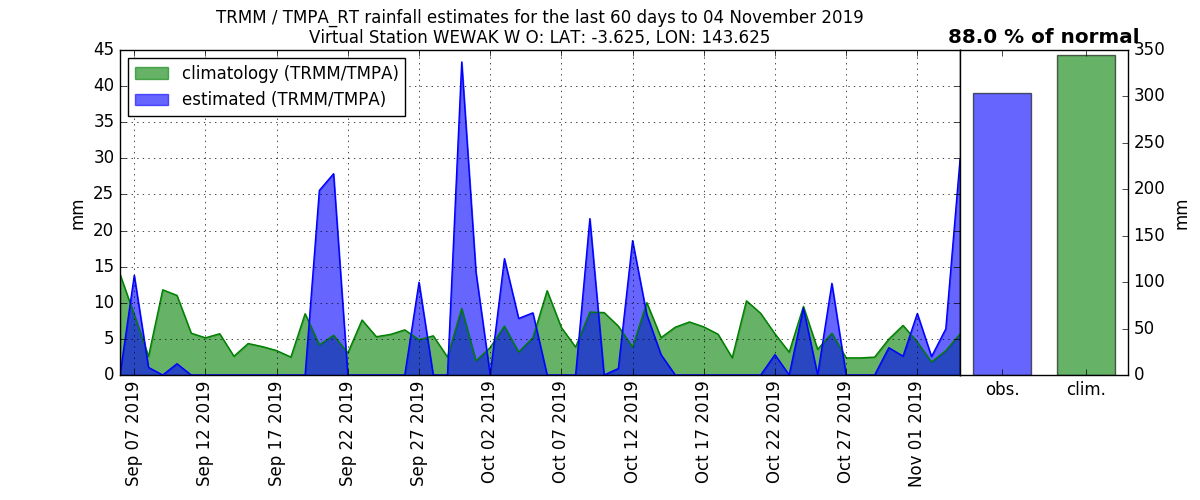 TRMM / TMPA_RT rainfall estimates for the last 60 days to 04 November 2019
Virtual Station WEWAK W O: LAT: -3.625, LON: 143.625
88.0 % of normal
climatology (TRMM/TMPA)
estimated (TRMM/TMPA)
45
40
35
30
25
20
15
10
5
0
mm
350
300
250
200
150
100
50
0
mm
Sep 07 2019
Sep 12 2019
Sep 17 2019
Sep 22 2019
Sep 27 2019
Oct 02 2019
Oct 07 2019
Oct 12 2019
Oct 17 2019
Oct 22 2019
Oct 27 2019
Nov 01 2019
obs.
clim.